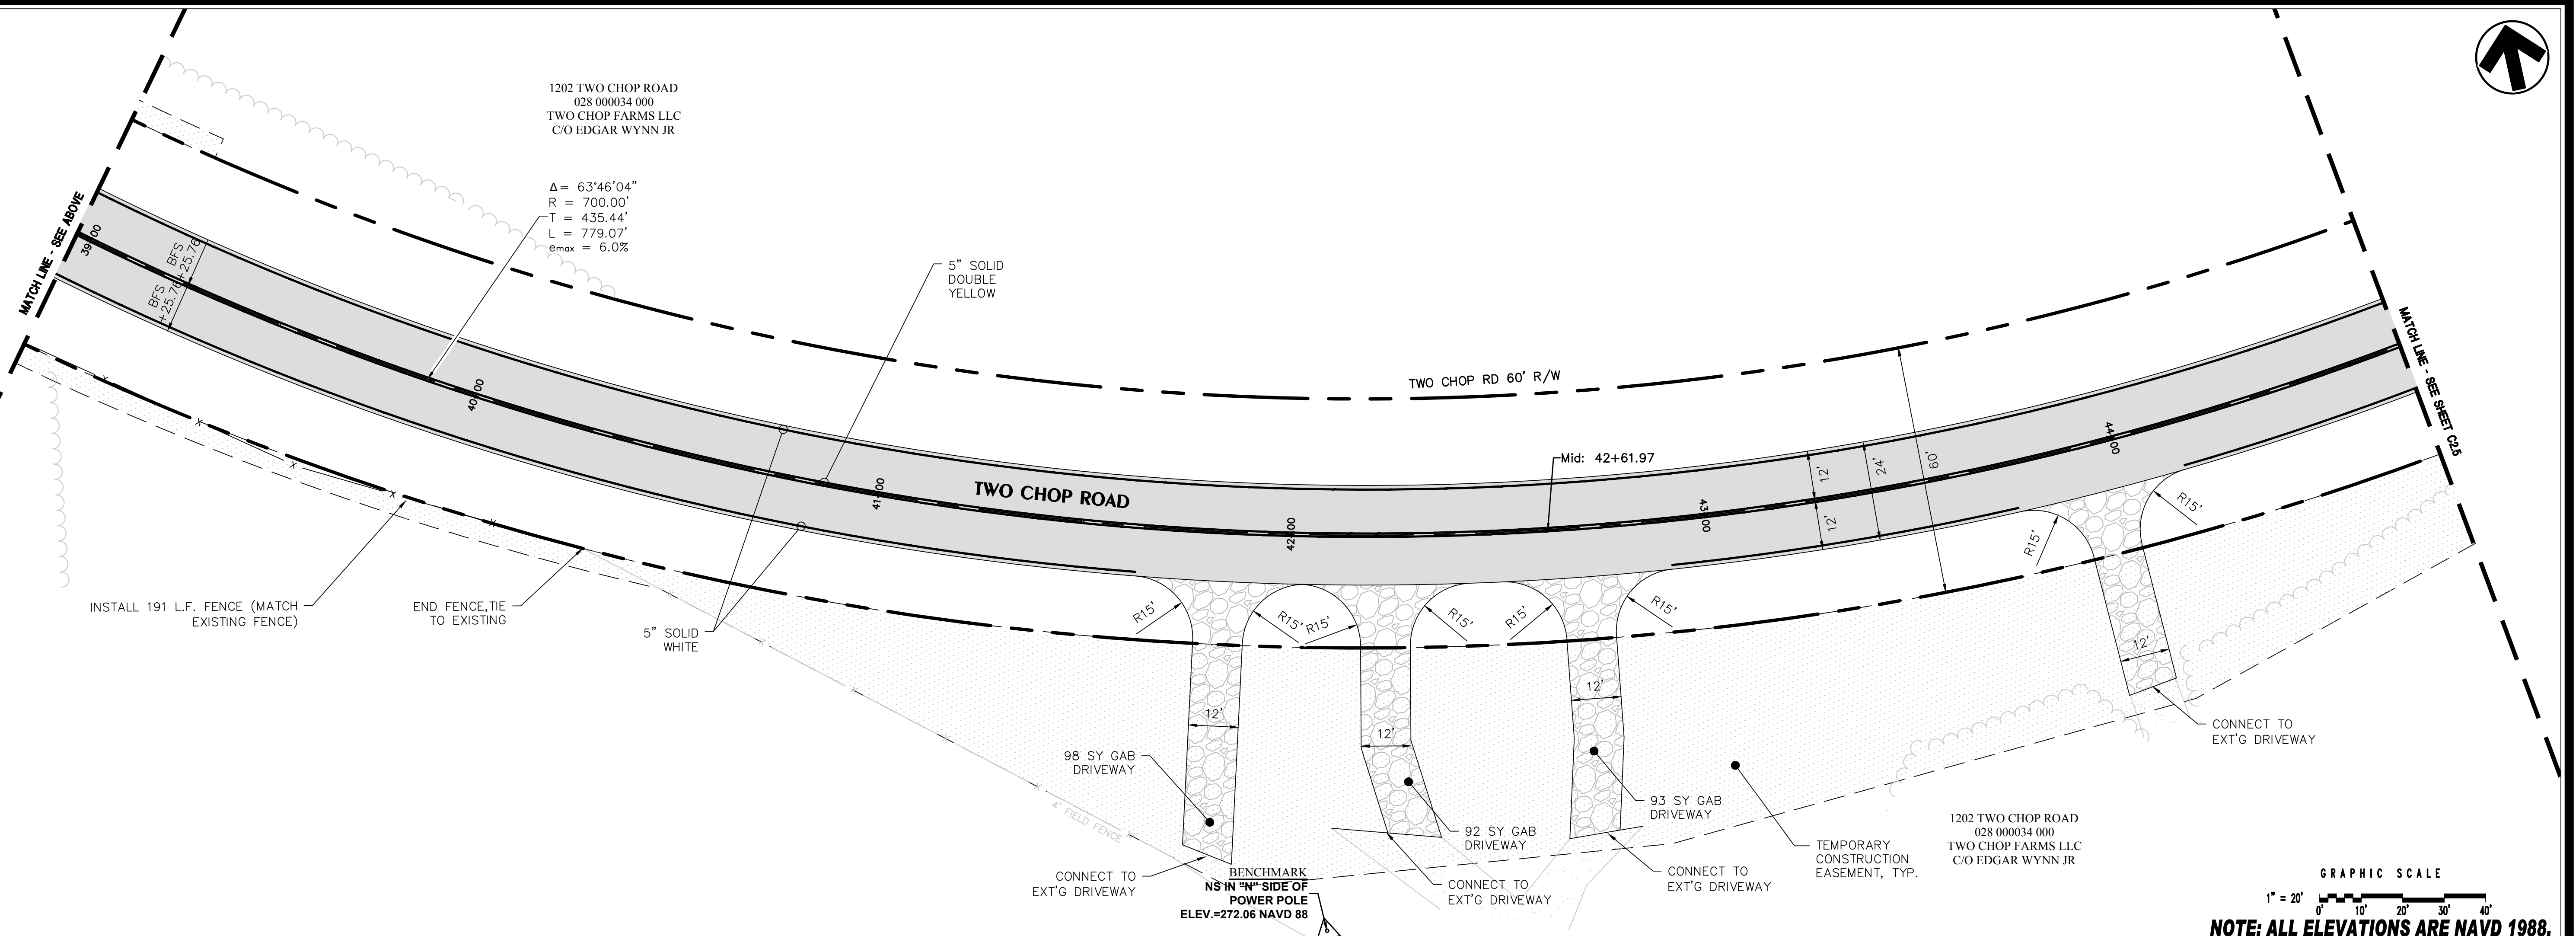 1202 TWO CHOP ROAD
028 000034 000
TWO CHOP FARMS LLC
C/O EDGAR WYNN JR
Δ= 63°46'04"
R = 700.00'
T = 435.44'
L = 779.07'
emax = 6.0%
MATCH LINE - SEE ABOVE
39+00
BFS
+25.76
BFS
+25.76
5" SOLID
DOUBLE
YELLOW
40+00
41+00
TWO CHOP ROAD
42+00
TWO CHOP RD 60' R/W
Mid: 42+61.97
43+00
12'
12'
24'
60'
44+00
MATCH LINE - SEE SHEET C2.5
INSTALL 191 L.F. FENCE (MATCH
EXISTING FENCE)
END FENCE,TIE
TO EXISTING
5" SOLID
WHITE
R15'
R15'
R15'
R15'
R15'
R15'
R15'
R15'
12'
12'
12'
12'
98 SY GAB
DRIVEWAY
92 SY GAB
DRIVEWAY
93 SY GAB
DRIVEWAY
4' FIELD FENCE
CONNECT TO
EXT'G DRIVEWAY
CONNECT TO
EXT'G DRIVEWAY
CONNECT TO
EXT'G DRIVEWAY
CONNECT TO
EXT'G DRIVEWAY
BENCHMARK
NS IN "N" SIDE OF
POWER POLE
ELEV.=272.06 NAVD 88
TEMPORARY
CONSTRUCTION
EASEMENT, TYP.
1202 TWO CHOP ROAD
028 000034 000
TWO CHOP FARMS LLC
C/O EDGAR WYNN JR
GRAPHIC SCALE
1" = 20'
0' 10' 20' 30' 40'
NOTE: ALL ELEVATIONS ARE NAVD 1988.